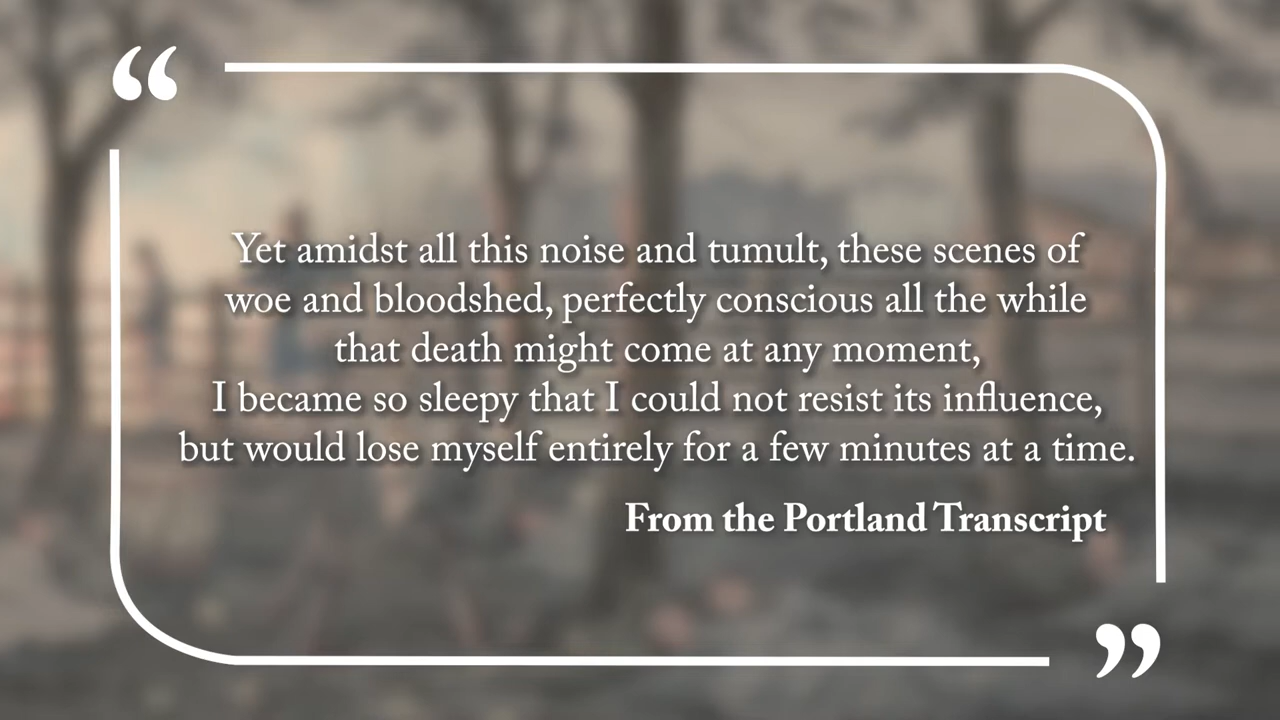 “
Yet amidst all this noise and tumult, these scenes of
woe and bloodshed, perfectly conscious all the while
that death might come at any moment,
I became so sleepy that I could not resist its influence,
but would lose myself entirely for a few minutes at a time.
From the Portland Transcript
”